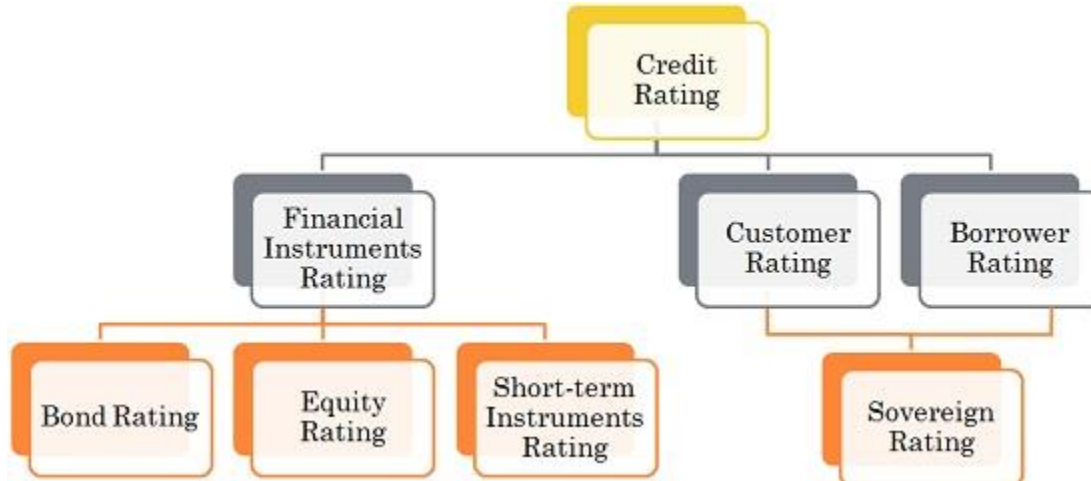 Credit
Rating
Financial
Instruments
Rating
Customer
Rating
Borrower
Rating
Bond Rating
Equity
Rating
Short-term
Instruments
Rating
Sovereign
Rating